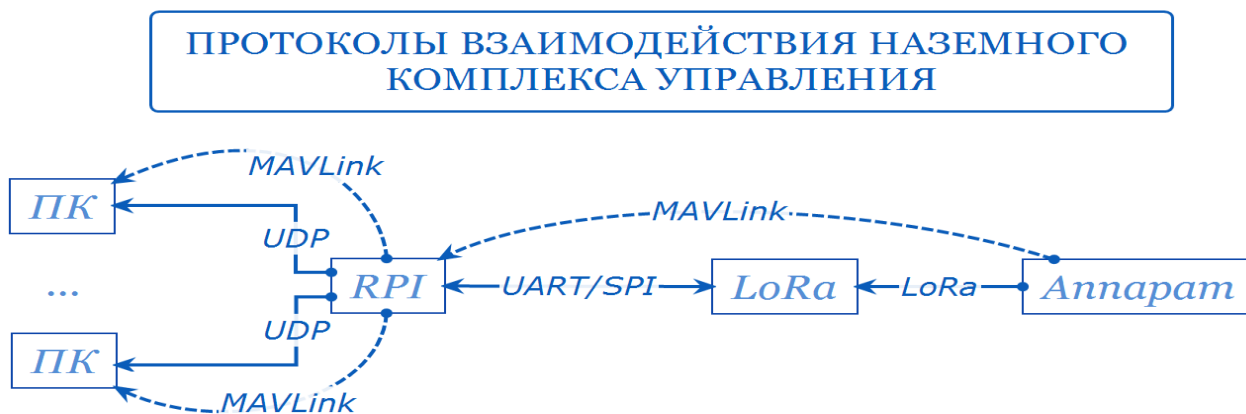 ПРОТОКОЛЫ ВЗАИМОДЕЙСТВИЯ НАЗЕМНОГО
КОМПЛЕКСА УПРАВЛЕНИЯ
MAVLink
ПК
MAVLink
UDP
...
RPI
UART/SPI
LoRa
LoRa
Аппарат
UDP
ПК
MAVLink